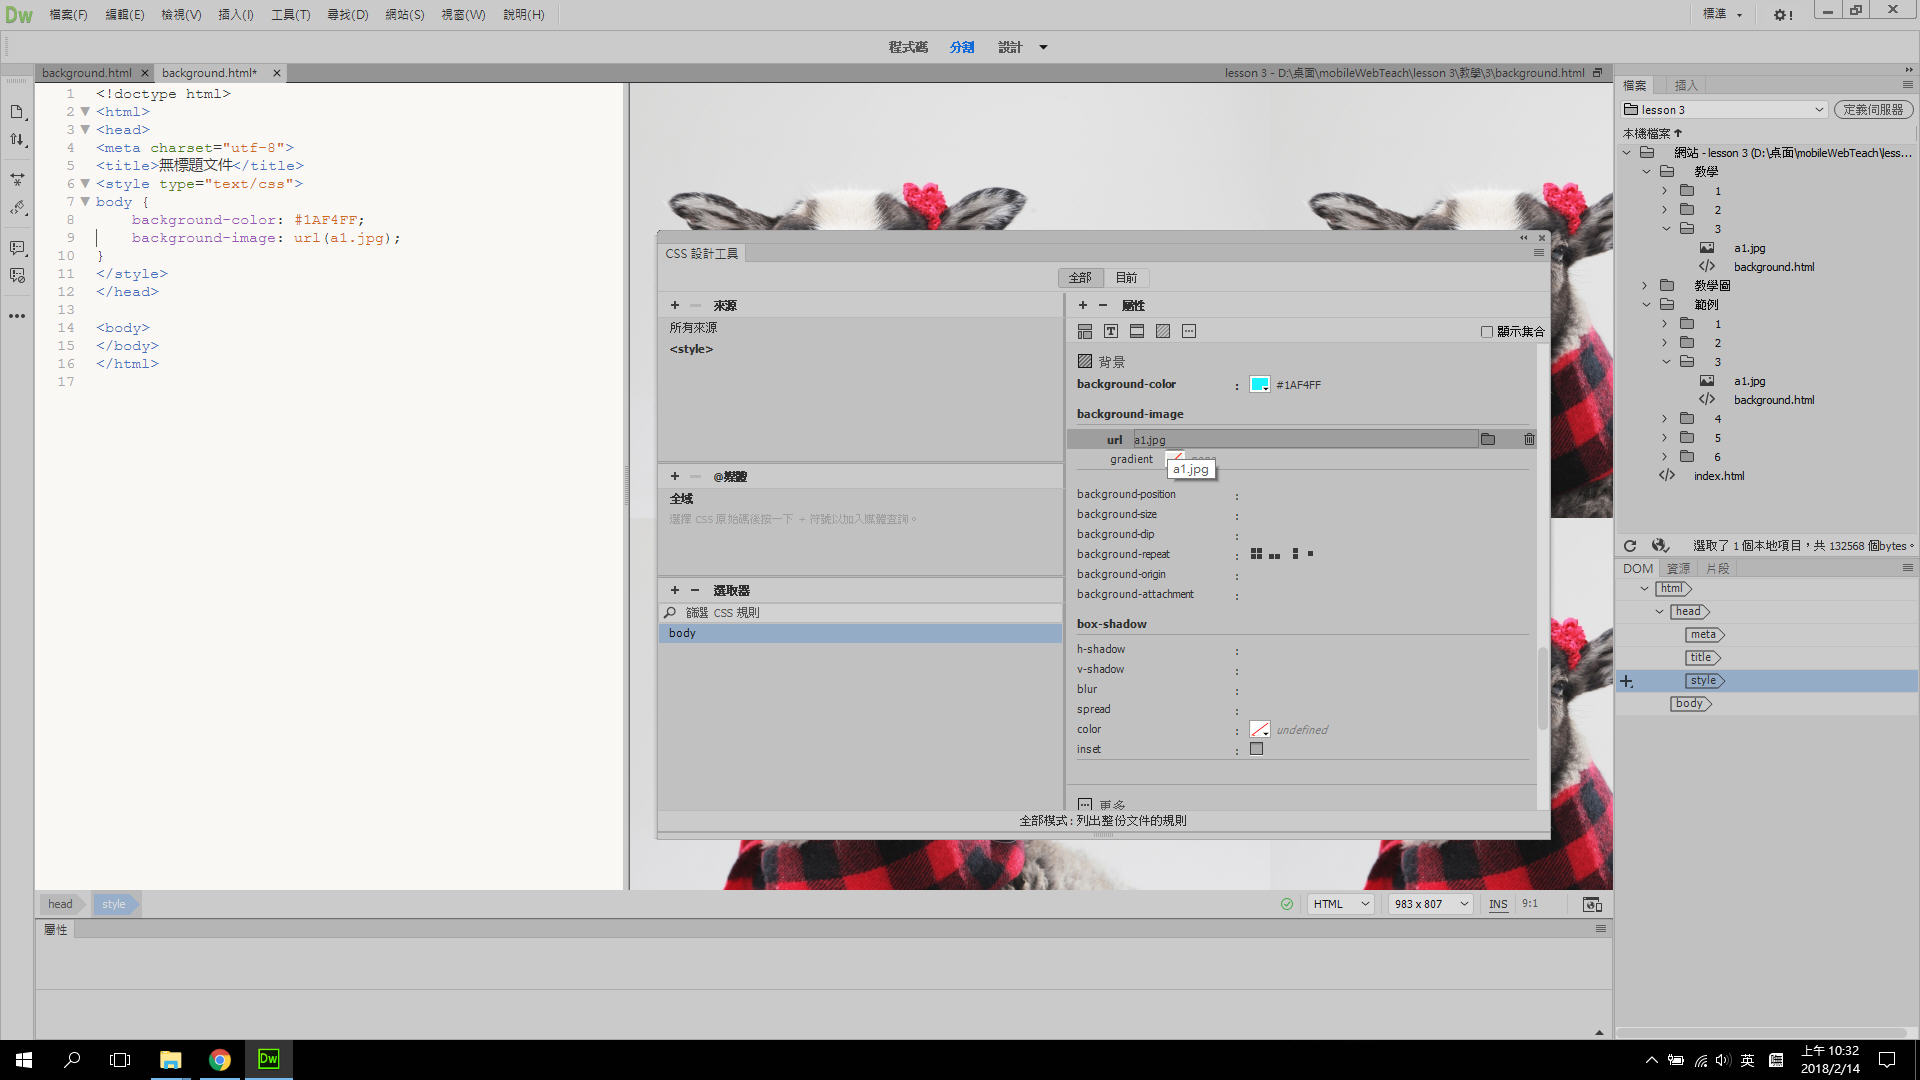 Dw 檔案(F) 編輯(E) 檢視(V) 插入(I) 工具(T) 尋找(D) 網站(S) 視窗(W) 說明(H) 標準
程式碼 分割 設計
background.html background.html* lesson 3 - D:\桌面\mobileWebTeach\lesson 3\教學\3\background.html
1 <!doctype html>
2 <html>
3 <head>
4 <meta charset="utf-8">
5 <title>無標題文件</title>
6 <style type="text/css">
7 body {
8 background-color: #1AF4FF;
9 background-image: url(a1.jpg);
10 }
11 </style>
12 </head>
13
14 <body>
15 </body>
16 </html>
17
CSS 設計工具
全部 目前
來源
所有來源
<style>
@媒體
全域
選擇 CSS 原始碼後按一下 + 符號以加入媒體查詢。
選取器
篩選 CSS 規則
body
屬性
顯示集合
背景
background-color : #1AF4FF
background-image
url a1.jpg
gradient
a1.jpg
background-position :
background-size :
background-clip :
background-repeat :
background-origin :
background-attachment :
box-shadow
h-shadow :
v-shadow :
blur :
spread :
color : undefined
inset :
更多
全部模式 : 列出整份文件的規則
head style HTML 983 x 807 INS 9:1
屬性
檔案 插入
lesson 3 定義伺服器
本機檔案
網站 - lesson 3 (D:\桌面\mobileWebTeach\less...
教學
1
2
3
a1.jpg
background.html
教學圖
範例
1
2
3
a1.jpg
background.html
4
5
6
index.html
選取了 1 個本地項目，共 132568 個bytes。
DOM 資源 片段
html
head
meta
title
style
body
Dw
英
上午 10:32
2018/2/14